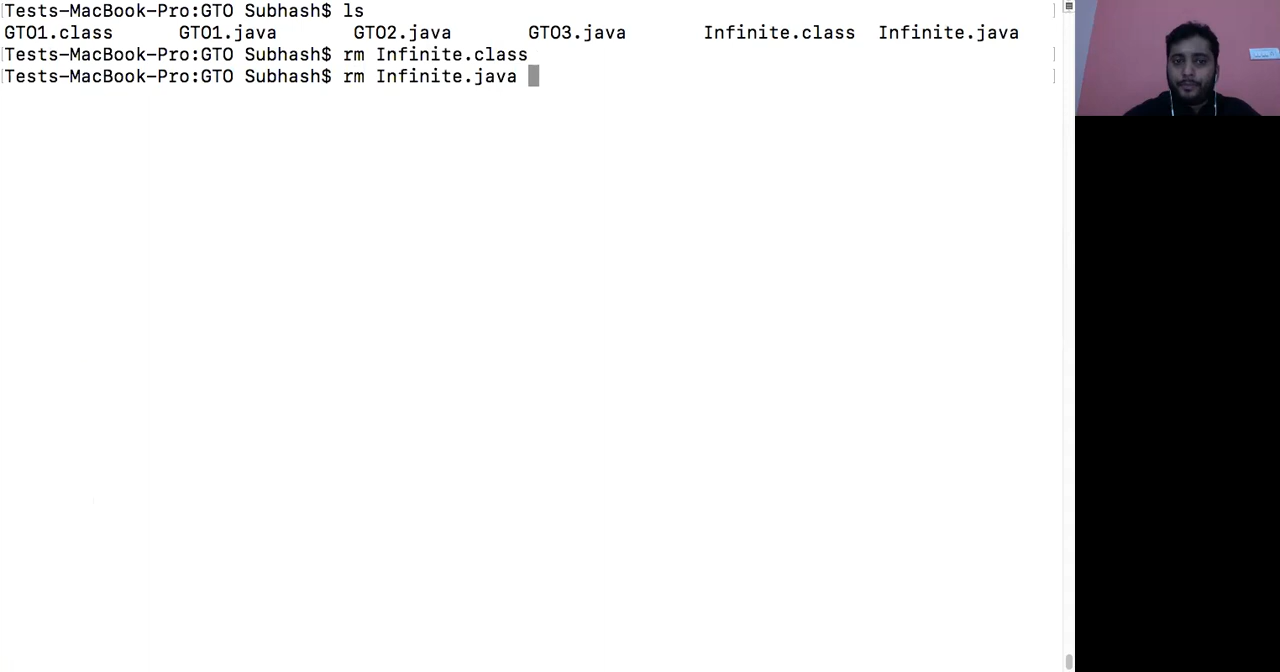 Tests-MacBook-Pro:GTO Subhash$ ls
GTO1.class GTO1.java GTO2.java GTO3.java Infinite.class Infinite.java
Tests-MacBook-Pro:GTO Subhash$ rm Infinite.class
Tests-MacBook-Pro:GTO Subhash$ rm Infinite.java